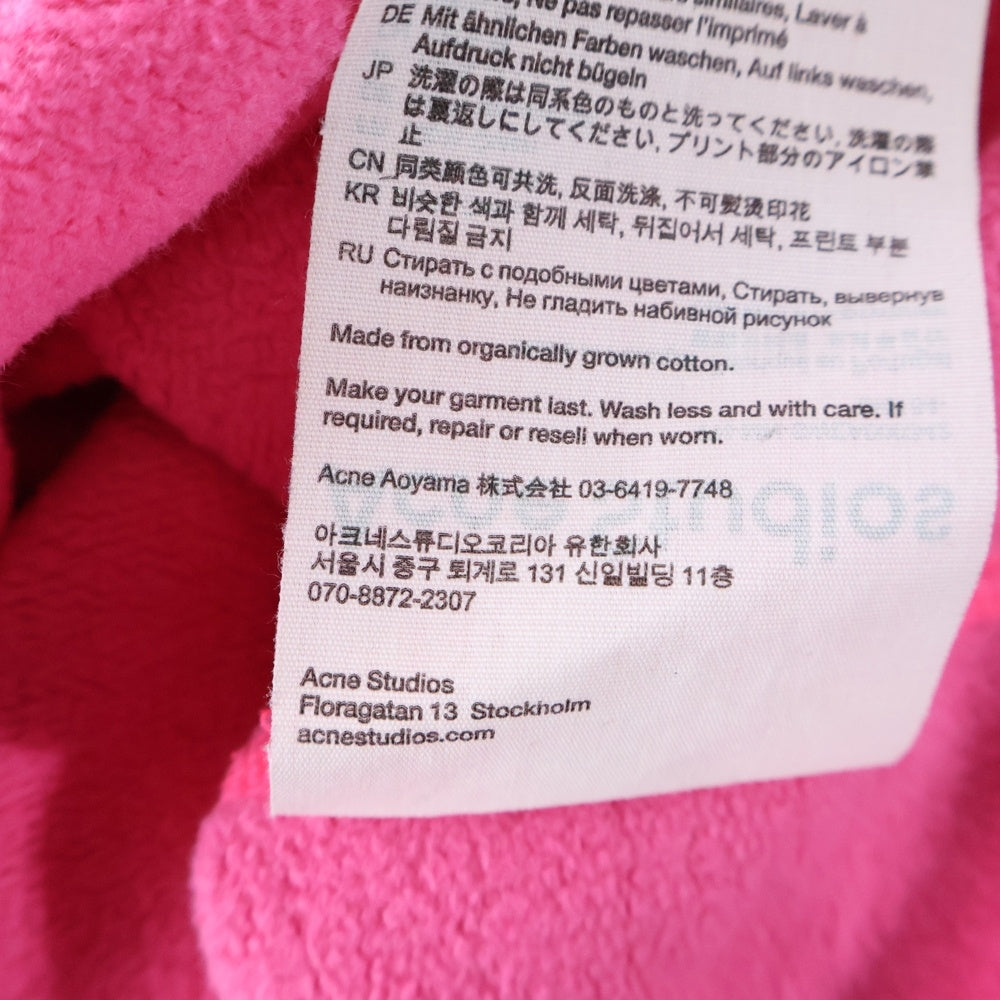 similaires, Laver à
Ne pas repasser l'imprimé
DE Mit ähnlichen Farben waschen, Auf links waschen,
Aufdruck nicht bügeln
JP 洗濯の際は同系色のものと洗ってください, 洗濯の際
は裏返しにしてください, プリント部分のアイロン禁
止
CN 同类颜色可共洗, 反面洗涤, 不可熨烫印花
KR 비슷한 색과 함께 세탁, 뒤집어서 세탁, 프린트 부분
다림질 금지
RU Стирать с подобными цветами, Стирать, вывернув
наизнанку, Не гладить набивной рисунок
Made from organically grown cotton.
Make your garment last. Wash less and with care. If
required, repair or resell when worn.
Acne Aoyama 株式会社 03-6419-7748
아크네스튜디오코리아 유한회사
서울시 중구 퇴계로 131 신일빌딩 11층
070-8872-2307
Acne Studios
Floragatan 13 Stockholm
acnestudios.com